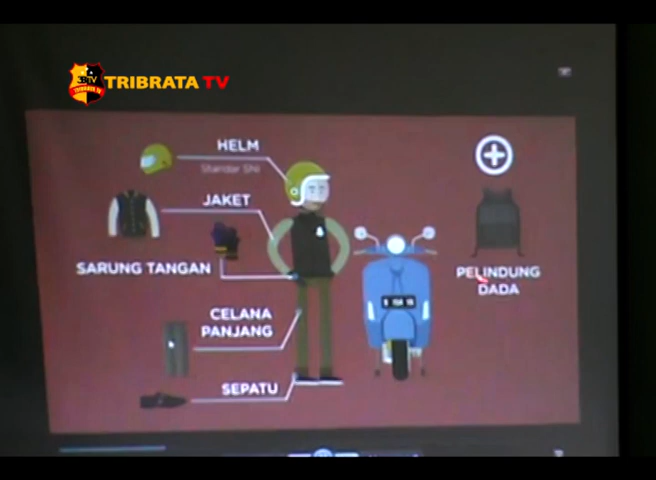 TRIBRATA TV
HELM
Standar SNI
JAKET
SARUNG TANGAN
CELANA
PANJANG
SEPATU
PELINDUNG
DADA